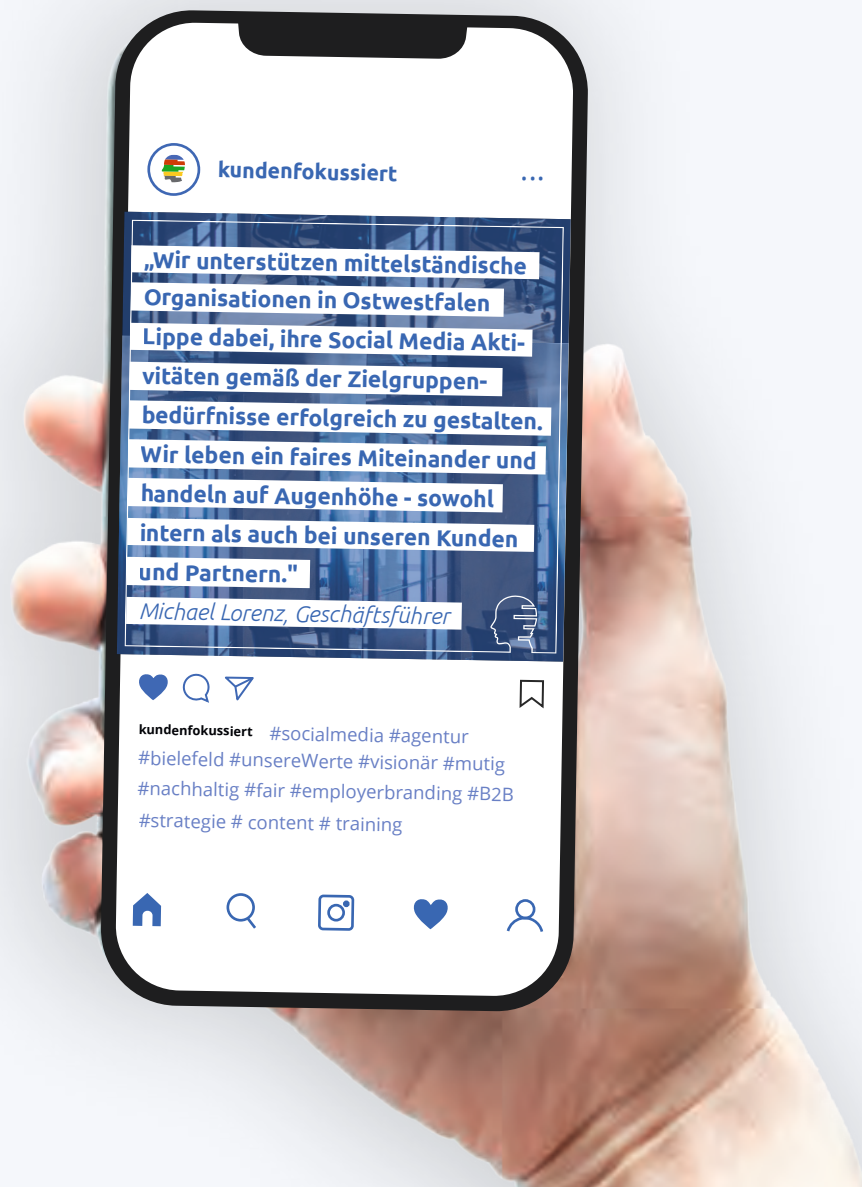 kundenfokussiert
...
„Wir unterstützen mittelständische
Organisationen in Ostwestfalen
Lippe dabei, ihre Social Media Akti-
vitäten gemäß der Zielgruppen-
bedürfnisse erfolgreich zu gestalten.
Wir leben ein faires Miteinander und
handeln auf Augenhöhe - sowohl
intern als auch bei unseren Kunden
und Partnern."
Michael Lorenz, Geschäftsführer
kundenfokussiert #socialmedia #agentur
#bielefeld #unsereWerte #visionär #mutig
#nachhaltig #fair #employerbranding #B2B
#strategie # content # training